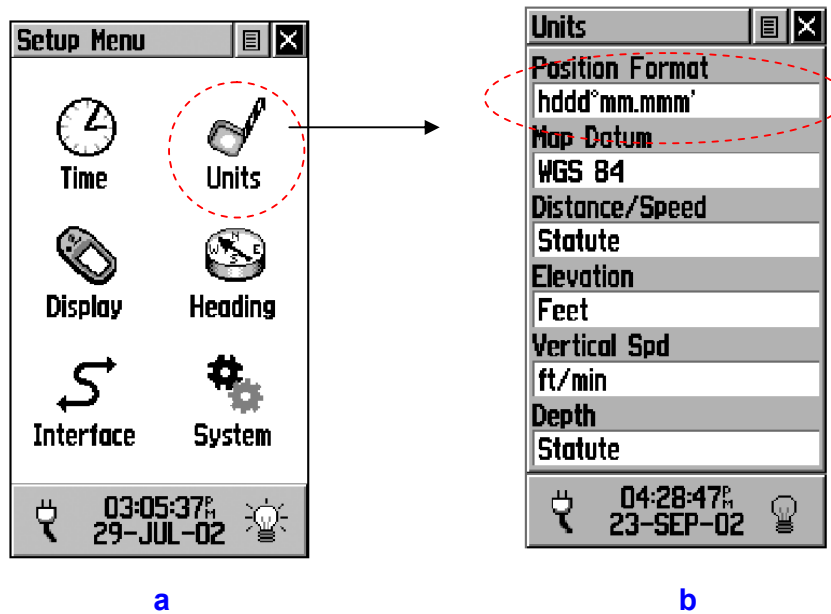 Setup Menu
Time
Units
Display
Heading
Interface
System
03:05:37PM
29-JUL-02
a
Units
Position Format
hddd°mm.mmm'
Map Datum
WGS 84
Distance/Speed
Statute
Elevation
Feet
Vertical Spd
ft/min
Depth
Statute
04:28:47PM
23-SEP-02
b